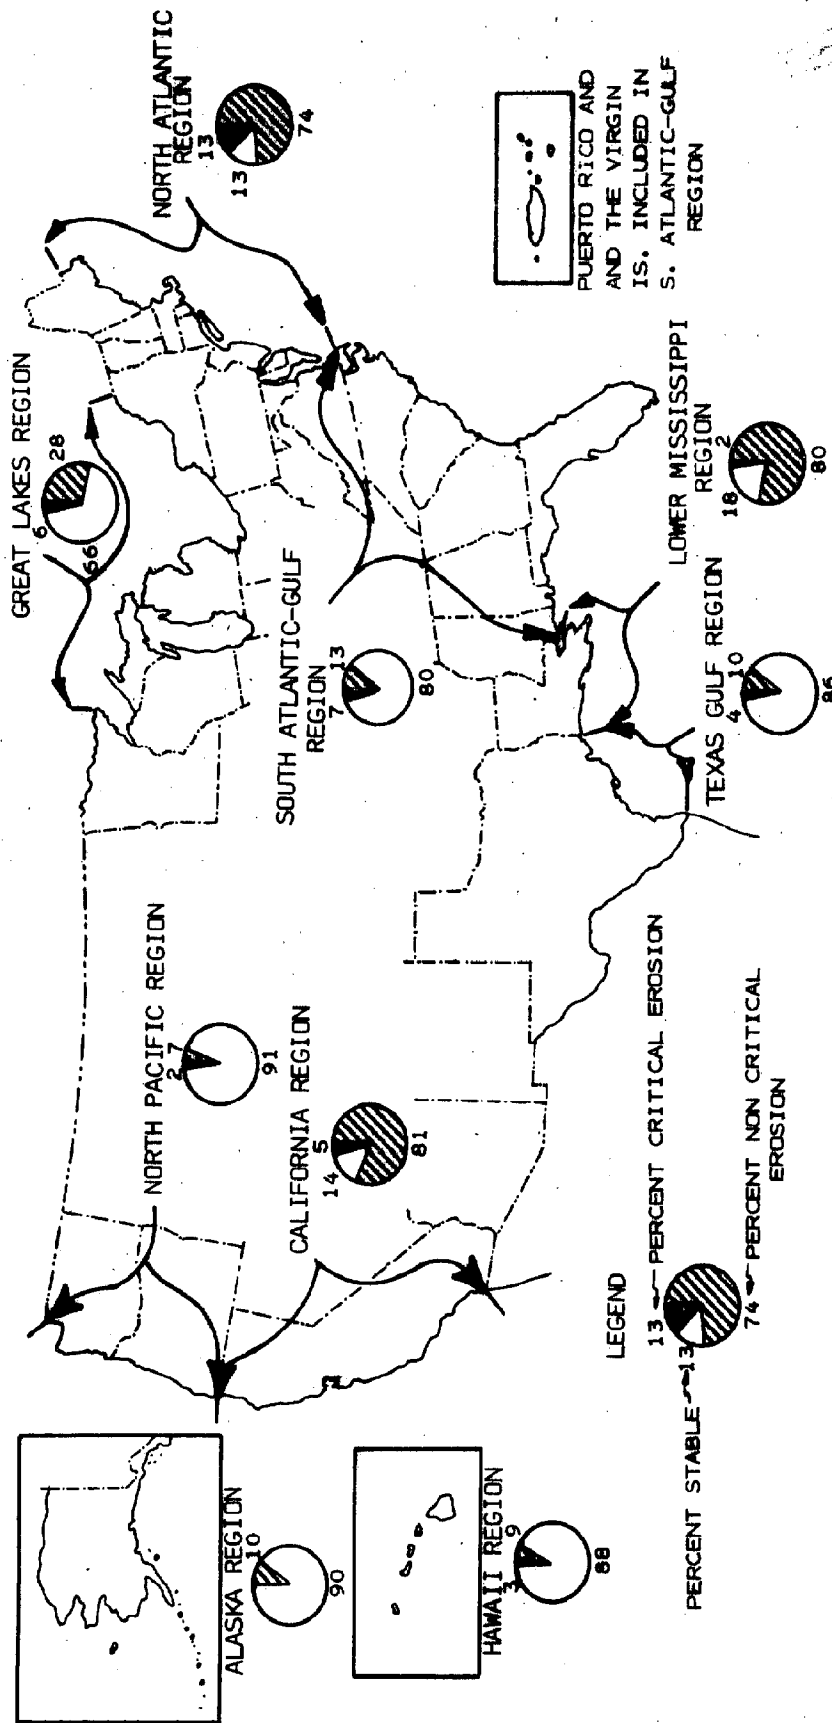 ALASKA REGION
10
90
HAWAII REGION
3
9
88
NORTH PACIFIC REGION
2
7
91
CALIFORNIA REGION
14
5
81
GREAT LAKES REGION
6
28
66
NORTH ATLANTIC
REGION
13
13
74
SOUTH ATLANTIC-GULF
REGION
7
13
80
TEXAS GULF REGION
4
10
86
LOWER MISSISSIPPI
REGION
18
2
80
PUERTO RICO AND
AND THE VIRGIN
IS. INCLUDED IN
S. ATLANTIC-GULF
REGION
LEGEND
13 PERCENT CRITICAL EROSION
PERCENT STABLE 13
74 PERCENT NON CRITICAL
EROSION